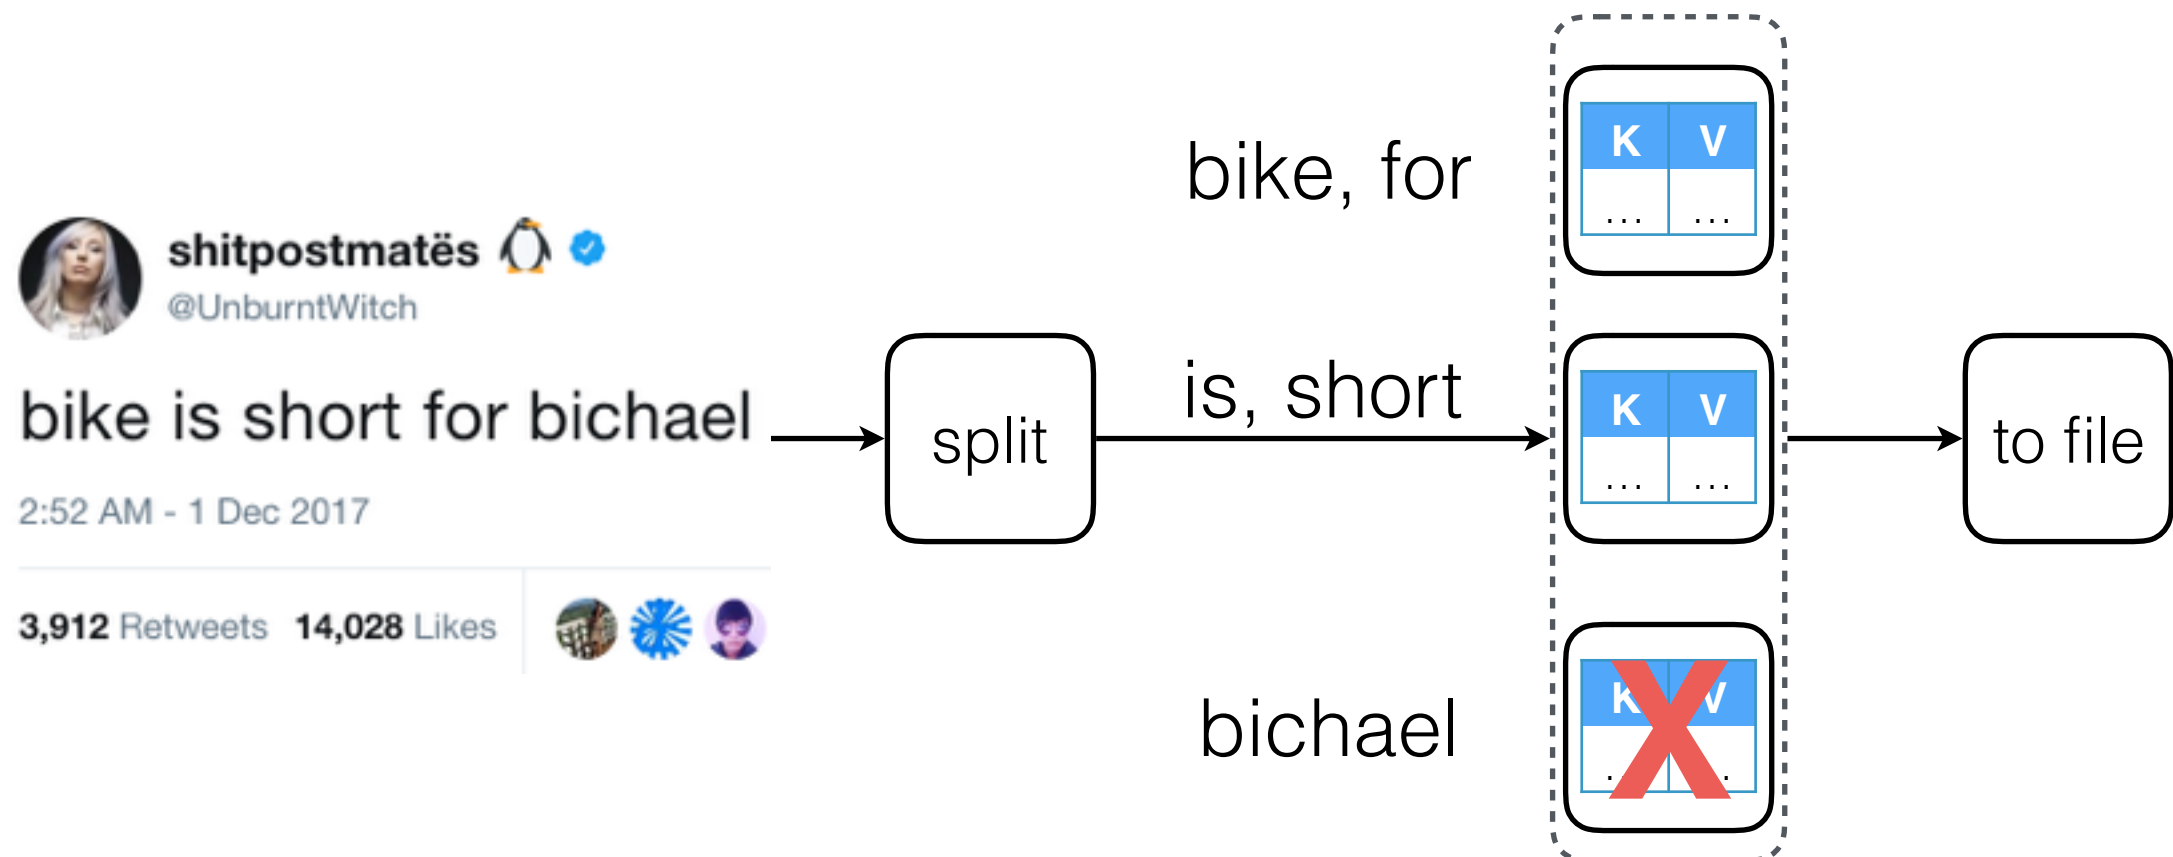 shitpostmatës
@UnburntWitch
bike is short for bichael
2:52 AM - 1 Dec 2017
3,912 Retweets 14,028 Likes
split
bike, for
is, short
bichael
K V
... ...
K V
... ...
K V
... ...
X
to file